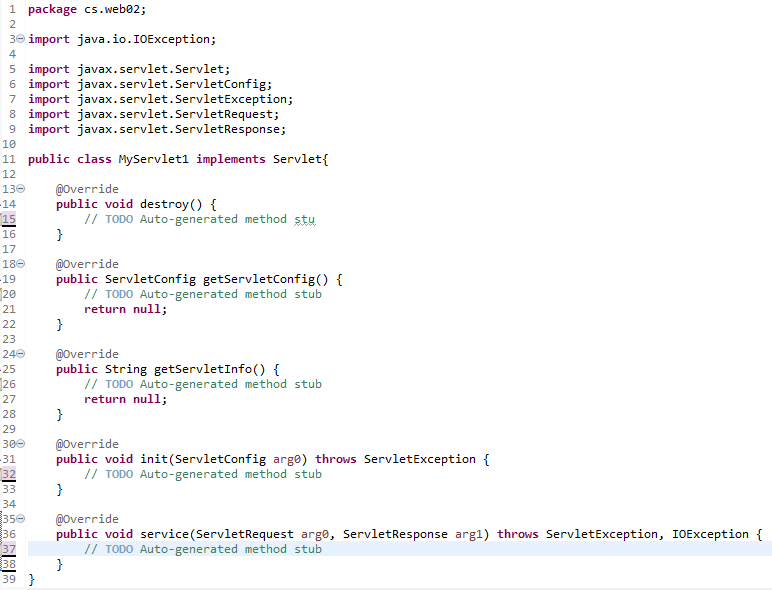 1 package cs.web02;
2
3 import java.io.IOException;
4
5 import javax.servlet.Servlet;
6 import javax.servlet.ServletConfig;
7 import javax.servlet.ServletException;
8 import javax.servlet.ServletRequest;
9 import javax.servlet.ServletResponse;
10
11 public class MyServlet1 implements Servlet{
12
13 @Override
14 public void destroy() {
15 // TODO Auto-generated method stu
16 }
17
18 @Override
19 public ServletConfig getServletConfig() {
20 // TODO Auto-generated method stub
21 return null;
22 }
23
24 @Override
25 public String getServletInfo() {
26 // TODO Auto-generated method stub
27 return null;
28 }
29
30 @Override
31 public void init(ServletConfig arg0) throws ServletException {
32 // TODO Auto-generated method stub
33 }
34
35 @Override
36 public void service(ServletRequest arg0, ServletResponse arg1) throws ServletException, IOException {
37 // TODO Auto-generated method stub
38 }
39 }